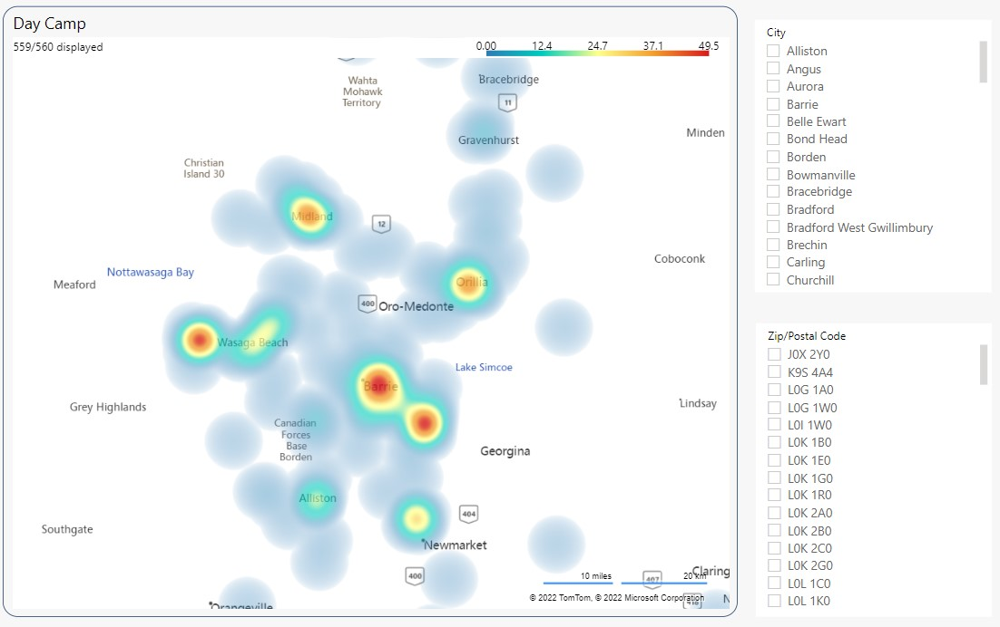 Day Camp
559/560 displayed
0.00 12.4 24.7 37.1 49.5
Bracebridge
Wahta
Mohawk
Territory
11
Gravenhurst
Minden
Christian
Island 30
Midland
12
Coboconk
Nottawasaga Bay
Meaford
Orillia
400
Oro-Medonte
Wasaga Beach
Lake Simcoe
Barrie
Lindsay
Grey Highlands
Canadian
Forces
Base
Borden
Georgina
Alliston
404
Southgate
Newmarket
400
10 miles
20 km
407
Claring
© 2022 TomTom, © 2022 Microsoft Corporation
N
Orangeville
City
Alliston
Angus
Aurora
Barrie
Belle Ewart
Bond Head
Borden
Bowmanville
Bracebridge
Bradford
Bradford West Gwillimbury
Brechin
Carling
Churchill
Zip/Postal Code
J0X 2Y0
K9S 4A4
L0G 1A0
L0G 1W0
L0I 1W0
L0K 1B0
L0K 1E0
L0K 1G0
L0K 1R0
L0K 2A0
L0K 2B0
L0K 2C0
L0K 2G0
L0L 1C0
L0L 1K0